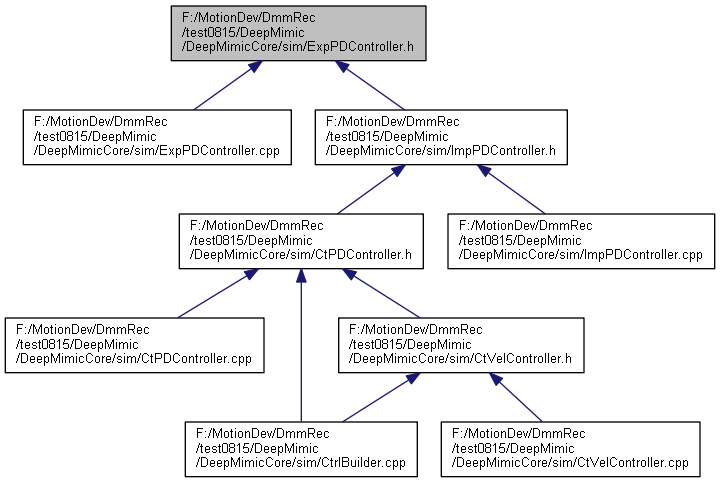 F:/MotionDev/DmmRec
/test0815/DeepMimic
/DeepMimicCore/sim/ExpPDController.h
F:/MotionDev/DmmRec
/test0815/DeepMimic
/DeepMimicCore/sim/ExpPDController.cpp
F:/MotionDev/DmmRec
/test0815/DeepMimic
/DeepMimicCore/sim/ImpPDController.h
F:/MotionDev/DmmRec
/test0815/DeepMimic
/DeepMimicCore/sim/CtPDController.h
F:/MotionDev/DmmRec
/test0815/DeepMimic
/DeepMimicCore/sim/ImpPDController.cpp
F:/MotionDev/DmmRec
/test0815/DeepMimic
/DeepMimicCore/sim/CtPDController.cpp
F:/MotionDev/DmmRec
/test0815/DeepMimic
/DeepMimicCore/sim/CtVelController.h
F:/MotionDev/DmmRec
/test0815/DeepMimic
/DeepMimicCore/sim/CtrlBuilder.cpp
F:/MotionDev/DmmRec
/test0815/DeepMimic
/DeepMimicCore/sim/CtVelController.cpp